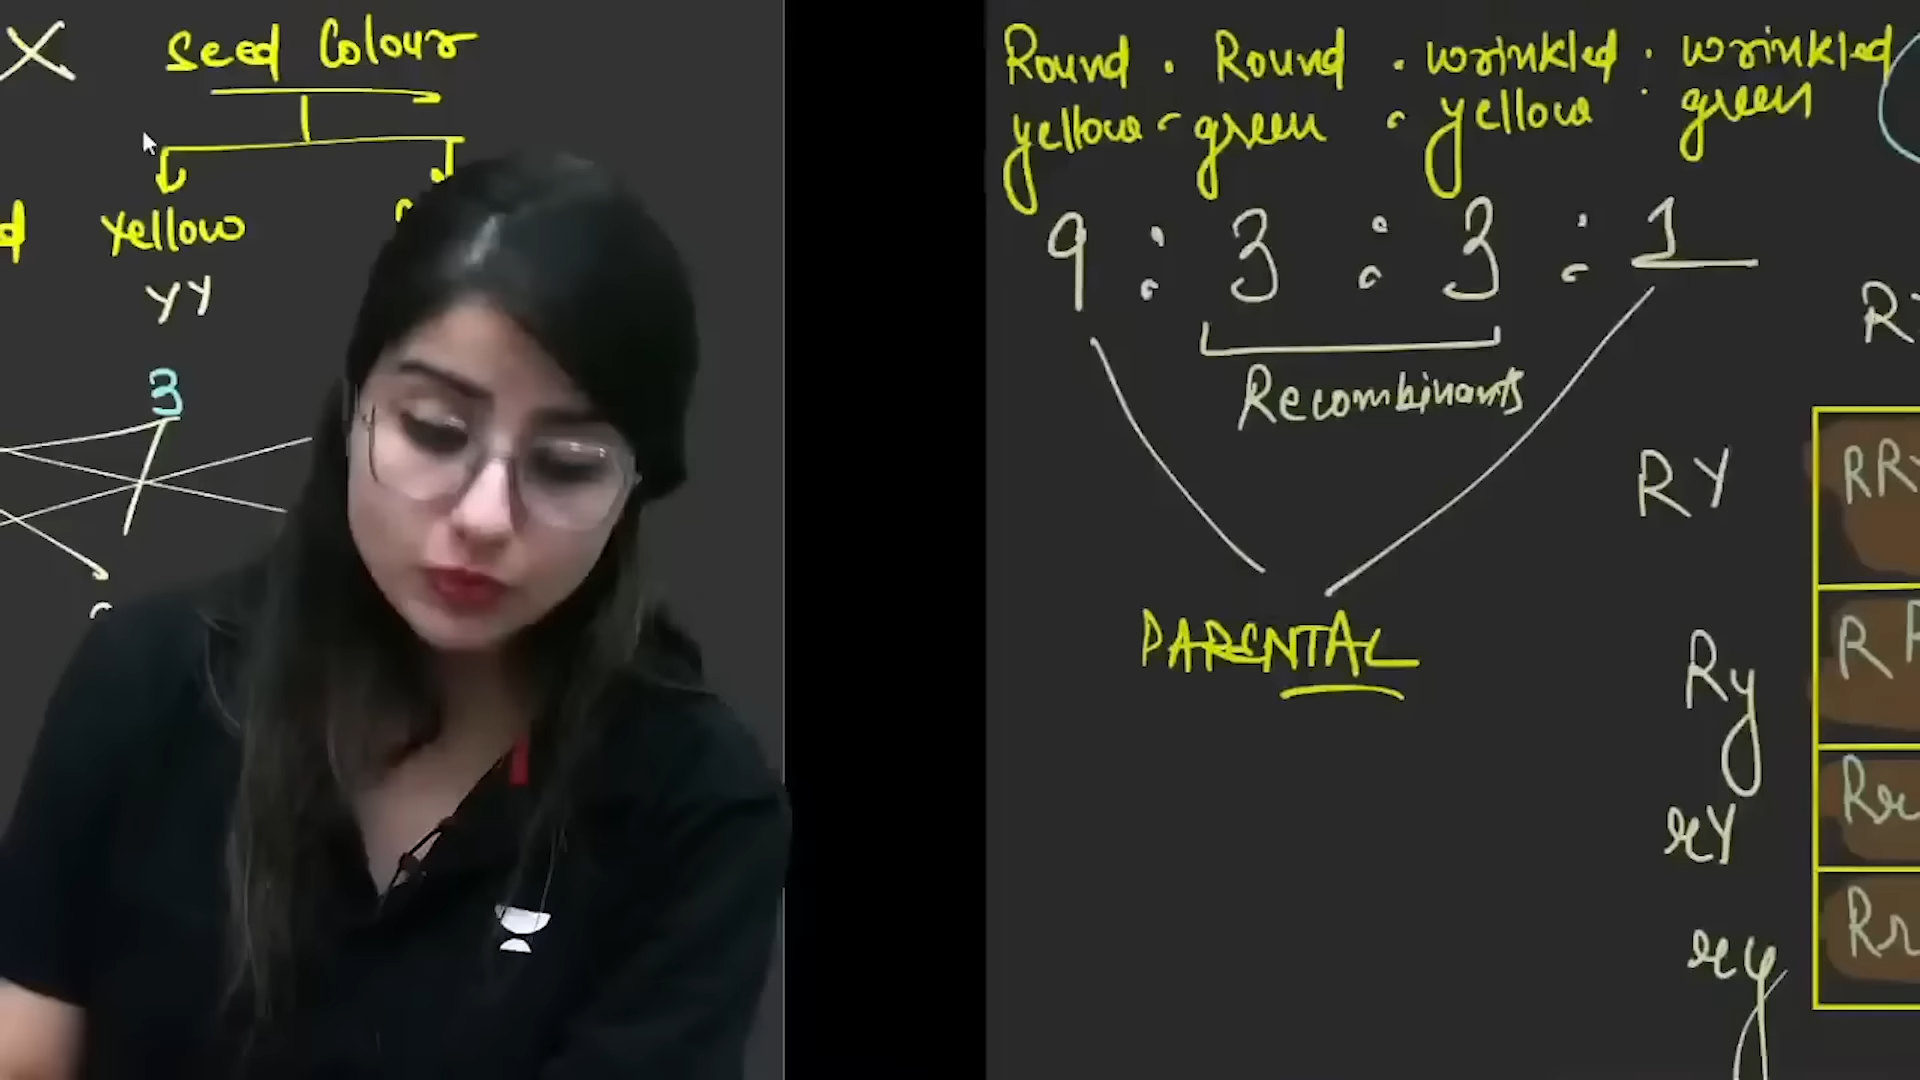 X Seed Colour
Yellow
YY
3
Round . Round . wrinkled . wrinkled
yellow green yellow green
9 : 3 : 3 : 1
Recombinants
PARENTAL
RY
Ry
rY
ry